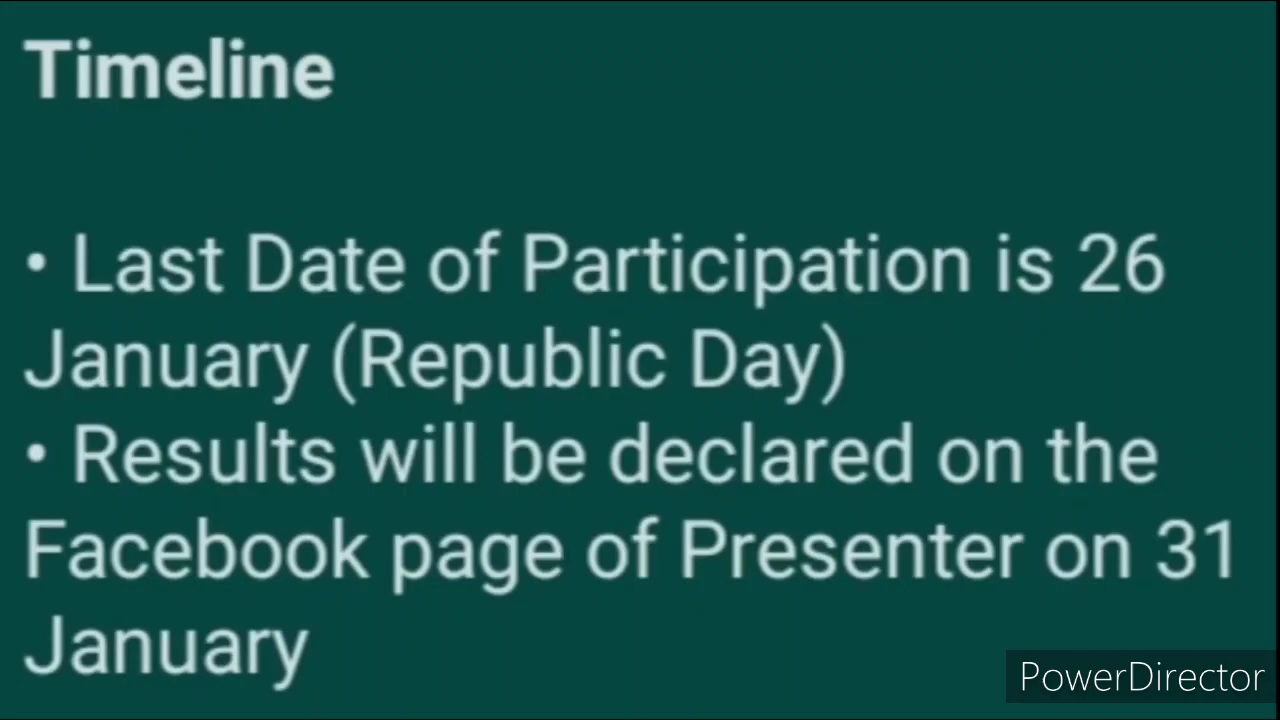 Timeline
• Last Date of Participation is 26
January (Republic Day)
• Results will be declared on the
Facebook page of Presenter on 31
January
PowerDirector